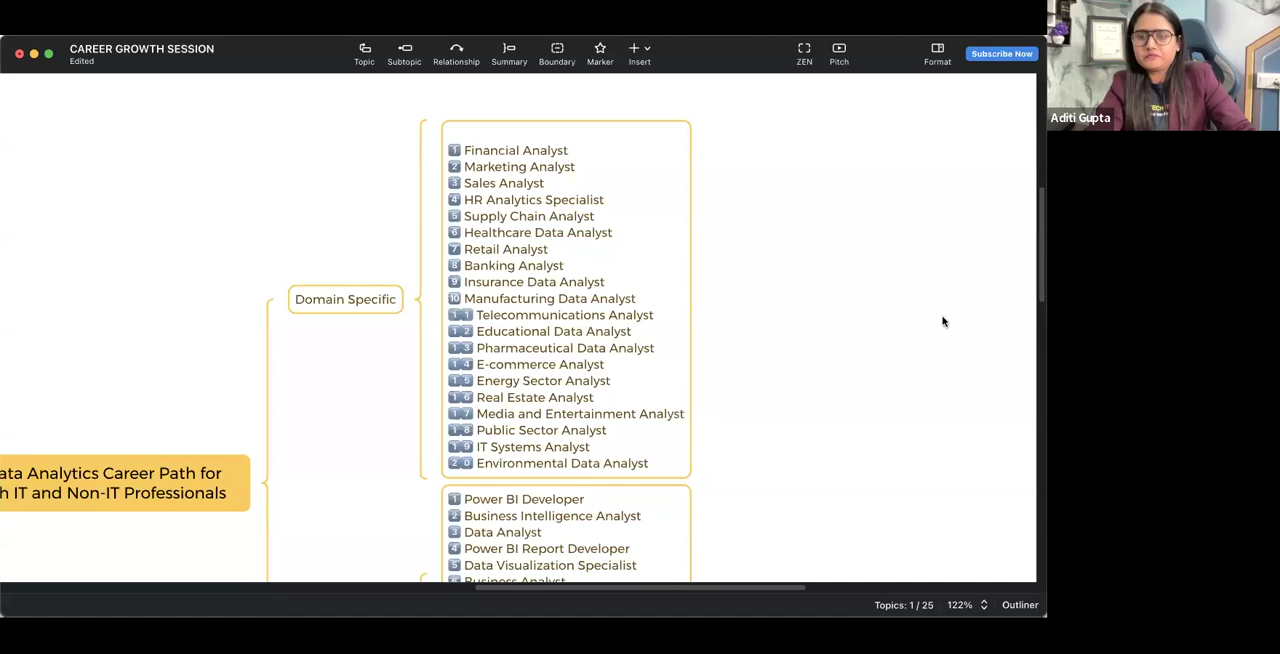 CAREER GROWTH SESSION
Edited
Topic
Subtopic
Relationship
Summary
Boundary
Marker
Insert
ZEN
Pitch
Format
Subscribe Now
Aditi Gupta
1 Financial Analyst
2 Marketing Analyst
3 Sales Analyst
4 HR Analytics Specialist
5 Supply Chain Analyst
6 Healthcare Data Analyst
7 Retail Analyst
8 Banking Analyst
9 Insurance Data Analyst
10 Manufacturing Data Analyst
11 Telecommunications Analyst
12 Educational Data Analyst
13 Pharmaceutical Data Analyst
14 E-commerce Analyst
15 Energy Sector Analyst
16 Real Estate Analyst
17 Media and Entertainment Analyst
18 Public Sector Analyst
19 IT Systems Analyst
20 Environmental Data Analyst
Domain Specific
ata Analytics Career Path for
h IT and Non-IT Professionals
1 Power BI Developer
2 Business Intelligence Analyst
3 Data Analyst
4 Power BI Report Developer
5 Data Visualization Specialist
6 Business Analyst
Topics: 1 / 25
122%
Outliner